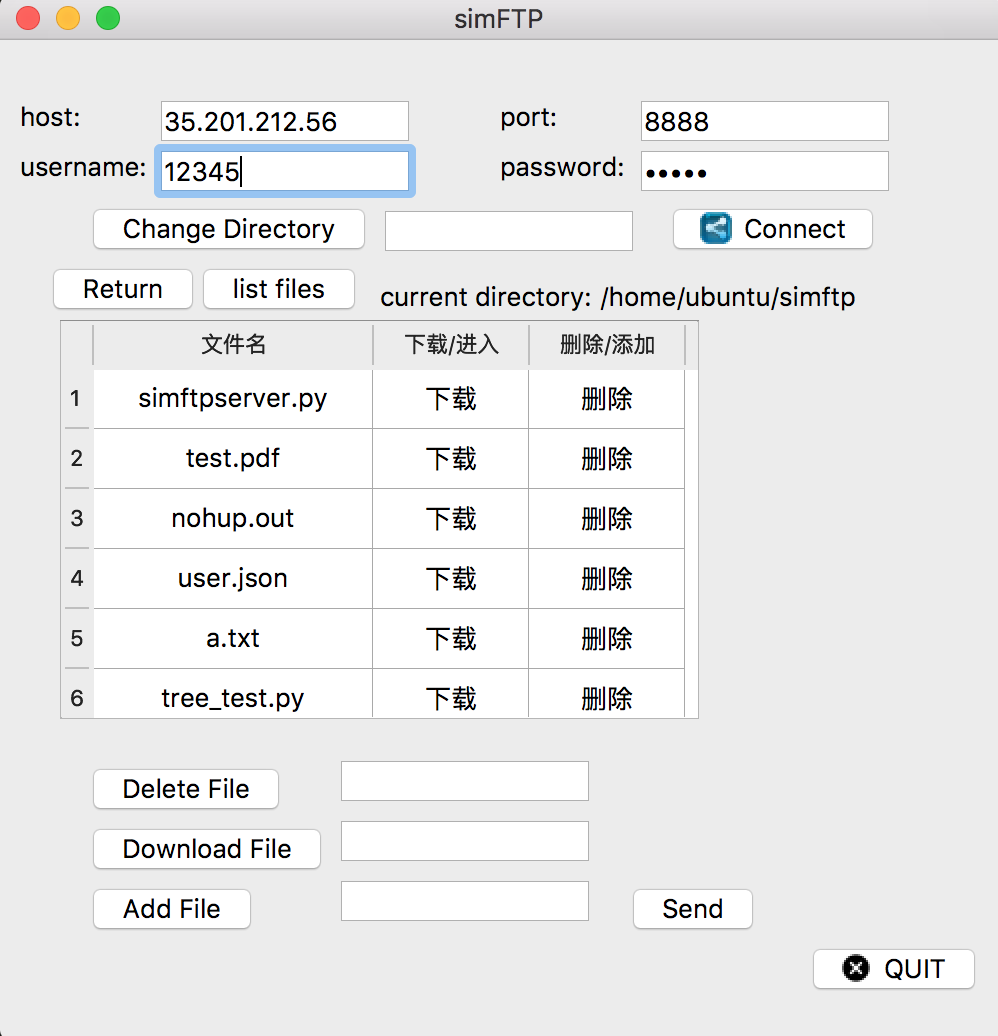 simFTP
host: 35.201.212.56 port: 8888
username: 12345 password: •••••
Change Directory Connect
Return list files current directory: /home/ubuntu/simftp
文件名 下载/进入 删除/添加
1 simftpserver.py 下载 删除
2 test.pdf 下载 删除
3 nohup.out 下载 删除
4 user.json 下载 删除
5 a.txt 下载 删除
6 tree_test.py 下载 删除
Delete File
Download File
Add File Send
QUIT